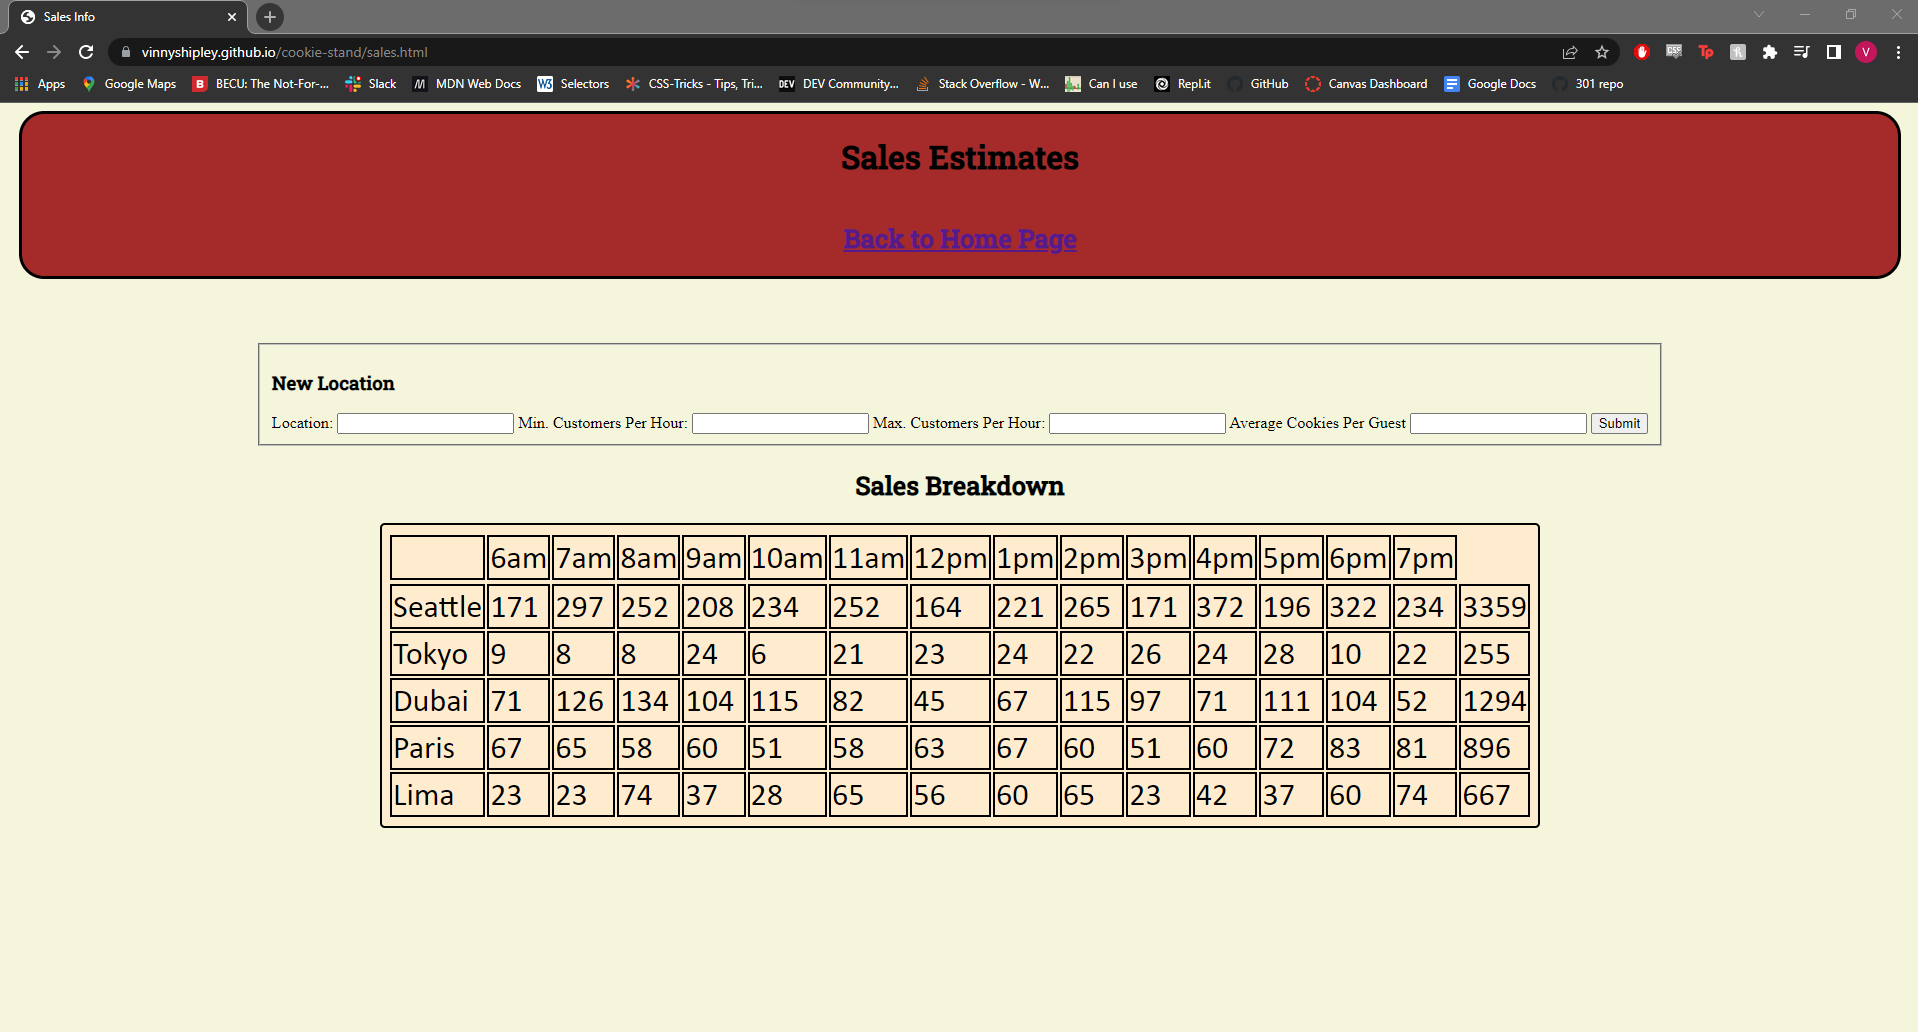 Sales Info
vinnyshipley.github.io/cookie-stand/sales.html
Apps Google Maps BECU: The Not-For-... Slack MDN Web Docs Selectors CSS-Tricks - Tips, Tri... DEV Community... Stack Overflow - W... Can I use Repl.it GitHub Canvas Dashboard Google Docs 301 repo
Sales Estimates
Back to Home Page
New Location
Location: Min. Customers Per Hour: Max. Customers Per Hour: Average Cookies Per Guest Submit
Sales Breakdown
6am 7am 8am 9am 10am 11am 12pm 1pm 2pm 3pm 4pm 5pm 6pm 7pm
Seattle 171 297 252 208 234 252 164 221 265 171 372 196 322 234 3359
Tokyo 9 8 8 24 6 21 23 24 22 26 24 28 10 22 255
Dubai 71 126 134 104 115 82 45 67 115 97 71 111 104 52 1294
Paris 67 65 58 60 51 58 63 67 60 51 60 72 83 81 896
Lima 23 23 74 37 28 65 56 60 65 23 42 37 60 74 667